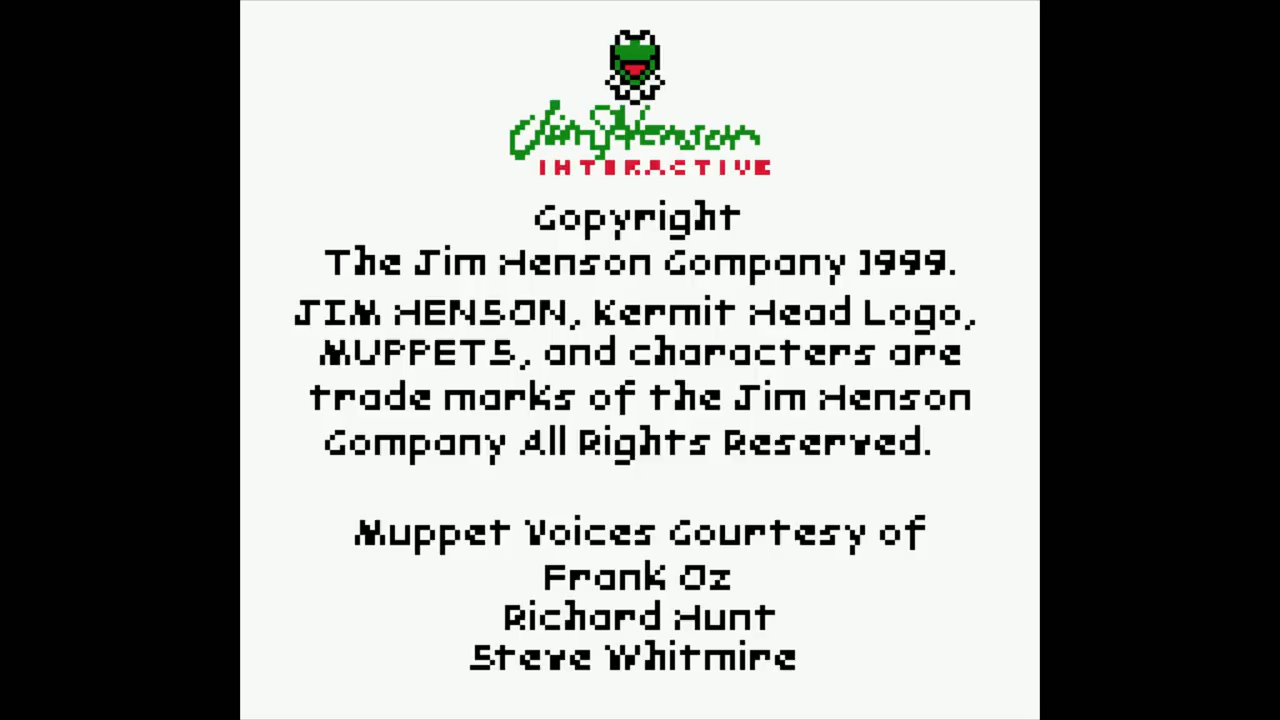 Jim Henson
INTERACTIVE
Copyright
The Jim Henson Company 1999.
JIM HENSON, Kermit Head Logo,
MUPPETS, and characters are
trade marks of the Jim Henson
Company All Rights Reserved.
Muppet Voices Courtesy of
Frank Oz
Richard Hunt
Steve Whitmire